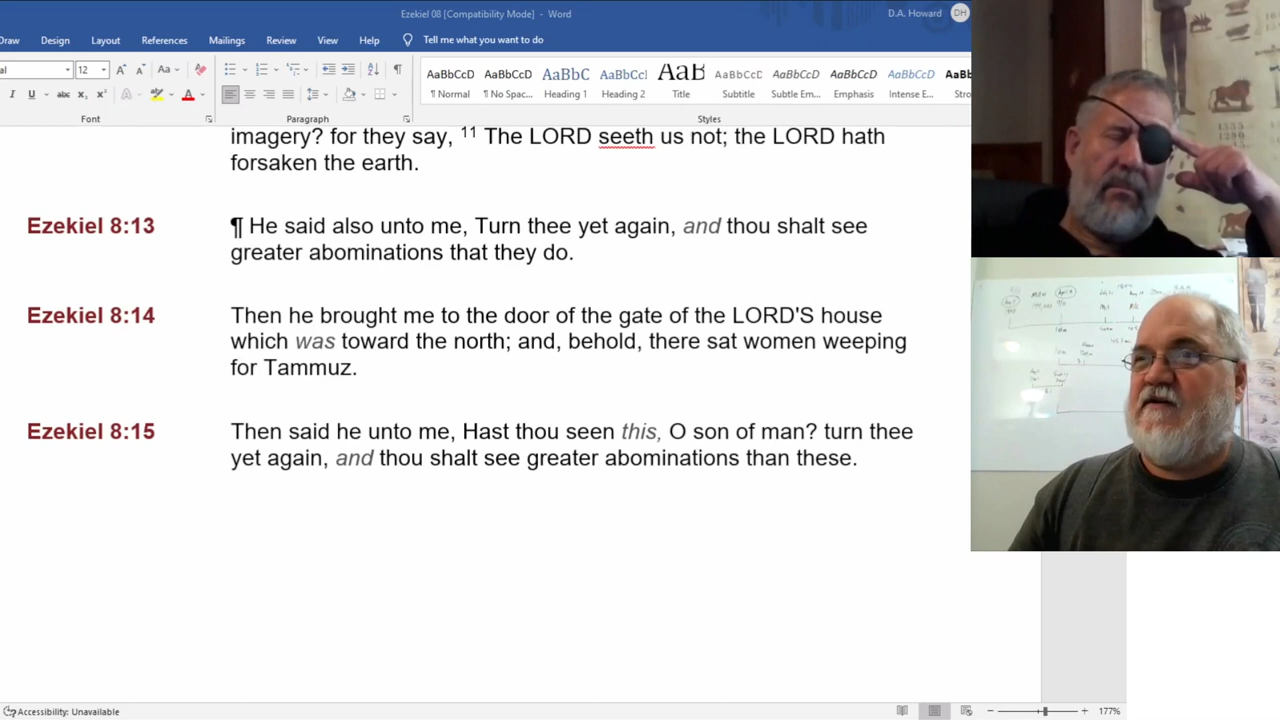 Ezekiel 08 [Compatibility Mode] - Word
D.A. Howard DH
Draw Design Layout References Mailings Review View Help Tell me what you want to do
12
AaBbCcD AaBbCcD AaBbC AaBbCcI AaB AaBbCcD AaBbCcD AaBbCcD AaBbCcD AaBb
¶ Normal ¶ No Spac... Heading 1 Heading 2 Title Subtitle Subtle Em... Emphasis Intense E... Stro
Font Paragraph Styles
imagery? for they say, 11 The LORD seeth us not; the LORD hath
forsaken the earth.
Ezekiel 8:13 ¶ He said also unto me, Turn thee yet again, and thou shalt see
greater abominations that they do.
Ezekiel 8:14 Then he brought me to the door of the gate of the LORD'S house
which was toward the north; and, behold, there sat women weeping
for Tammuz.
Ezekiel 8:15 Then said he unto me, Hast thou seen this, O son of man? turn thee
yet again, and thou shalt see greater abominations than these.
1335
1290
Accessibility: Unavailable
177%